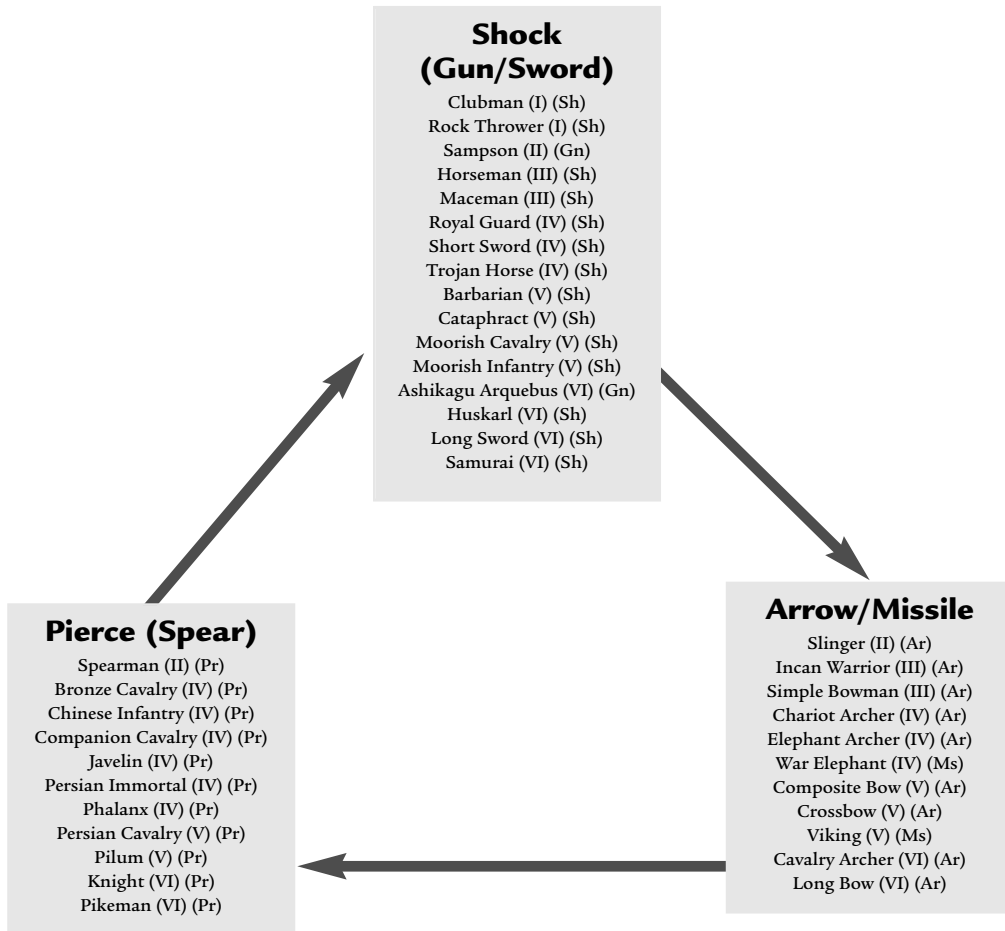 Shock
(Gun/Sword)
Clubman (I) (Sh)
Rock Thrower (I) (Sh)
Sampson (II) (Gn)
Horseman (III) (Sh)
Maceman (III) (Sh)
Royal Guard (IV) (Sh)
Short Sword (IV) (Sh)
Trojan Horse (IV) (Sh)
Barbarian (V) (Sh)
Cataphract (V) (Sh)
Moorish Cavalry (V) (Sh)
Moorish Infantry (V) (Sh)
Ashikagu Arquebus (VI) (Gn)
Huskarl (VI) (Sh)
Long Sword (VI) (Sh)
Samurai (VI) (Sh)
Pierce (Spear)
Spearman (II) (Pr)
Bronze Cavalry (IV) (Pr)
Chinese Infantry (IV) (Pr)
Companion Cavalry (IV) (Pr)
Javelin (IV) (Pr)
Persian Immortal (IV) (Pr)
Phalanx (IV) (Pr)
Persian Cavalry (V) (Pr)
Pilum (V) (Pr)
Knight (VI) (Pr)
Pikeman (VI) (Pr)
Arrow/Missile
Slinger (II) (Ar)
Incan Warrior (III) (Ar)
Simple Bowman (III) (Ar)
Chariot Archer (IV) (Ar)
Elephant Archer (IV) (Ar)
War Elephant (IV) (Ms)
Composite Bow (V) (Ar)
Crossbow (V) (Ar)
Viking (V) (Ms)
Cavalry Archer (VI) (Ar)
Long Bow (VI) (Ar)